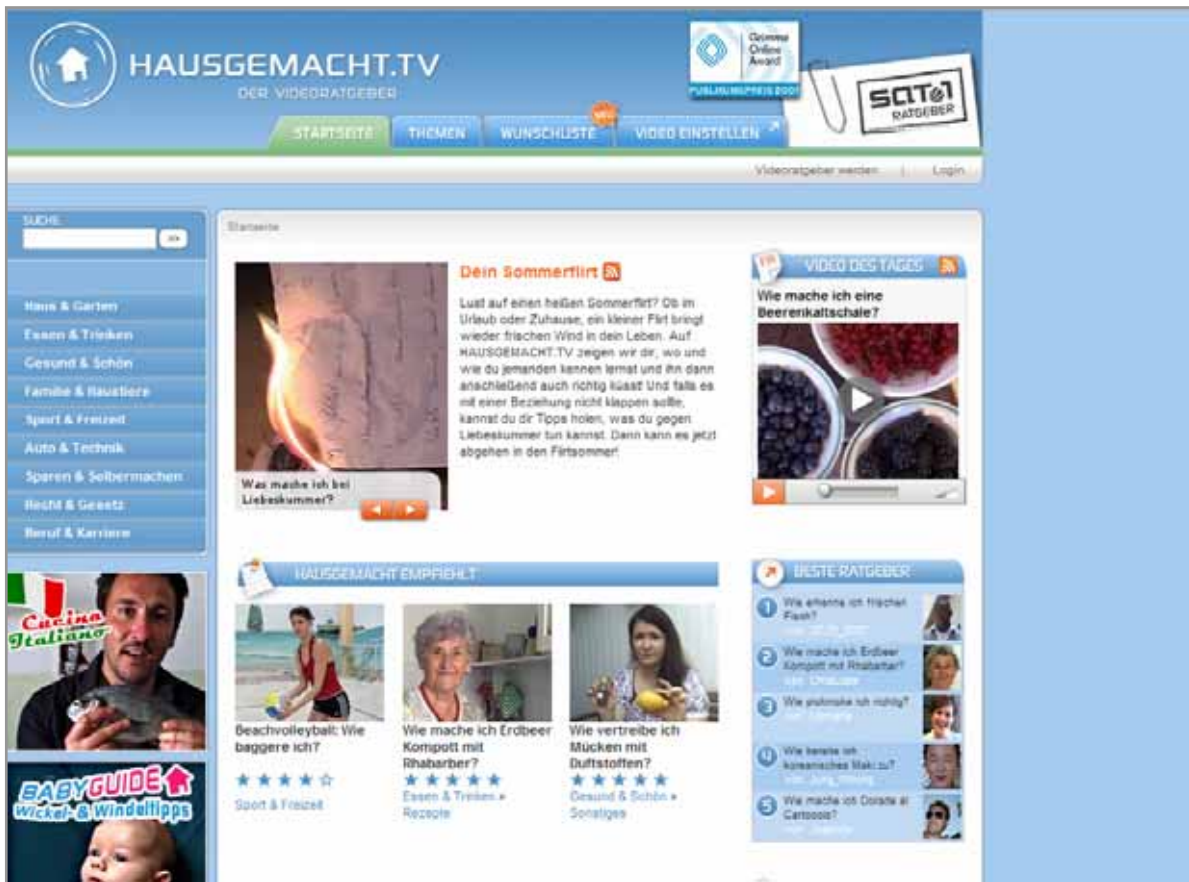 HAUSGEMACHT.TV
DER VIDEORATGEBER
Grimme
Online
Award
PUBLIKUMSPREIS 2007
SAT.1
RATGEBER
STARTSEITE
THEMEN
WUNSCHLISTE
NEU
VIDEO EINSTELLEN
Videoratgeber werden | Login
SUCHE
>>
Haus & Garten
Essen & Trinken
Gesund & Schön
Familie & Haustiere
Sport & Freizeit
Auto & Technik
Sparen & Selbermachen
Recht & Gesetz
Beruf & Karriere
Cucina
Italiano
BABYGUIDE
Wickel- & Windeltipps
Startseite
Dein Sommerflirt
Lust auf einen heißen Sommerflirt? Ob im
Urlaub oder Zuhause, ein kleiner Flirt bringt
wieder frischen Wind in dein Leben. Auf
HAUSGEMACHT.TV zeigen wir dir, wo und
wie du jemanden kennen lernst und ihn dann
anschließend auch richtig küsst! Und falls es
mit einer Beziehung nicht klappen sollte,
kannst du dir Tipps holen, was du gegen
Liebeskummer tun kannst. Dann kann es jetzt
abgehen in den Flirtsommer!
Was mache ich bei
Liebeskummer?
FR
VIDEO DES TAGES
Wie mache ich eine
Beerenkaltschale?
HAUSGEMACHT EMPFIEHLT
Beachvolleyball: Wie
baggere ich?
Sport & Freizeit
Wie mache ich Erdbeer
Kompott mit
Rhabarber?
Essen & Trinken »
Rezepte
Wie vertreibe ich
Mücken mit
Duftstoffen?
Gesund & Schön »
Sonstiges
BESTE RATGEBER
1
Wie erkenne ich frischen
Fisch?
2
Wie mache ich Erdbeer
Kompott mit Rhabarber?
3
Wie ich richtig?
4
Wie bereite ich
koreanisches Maki zu?
5
Wie mache ich Dorade al